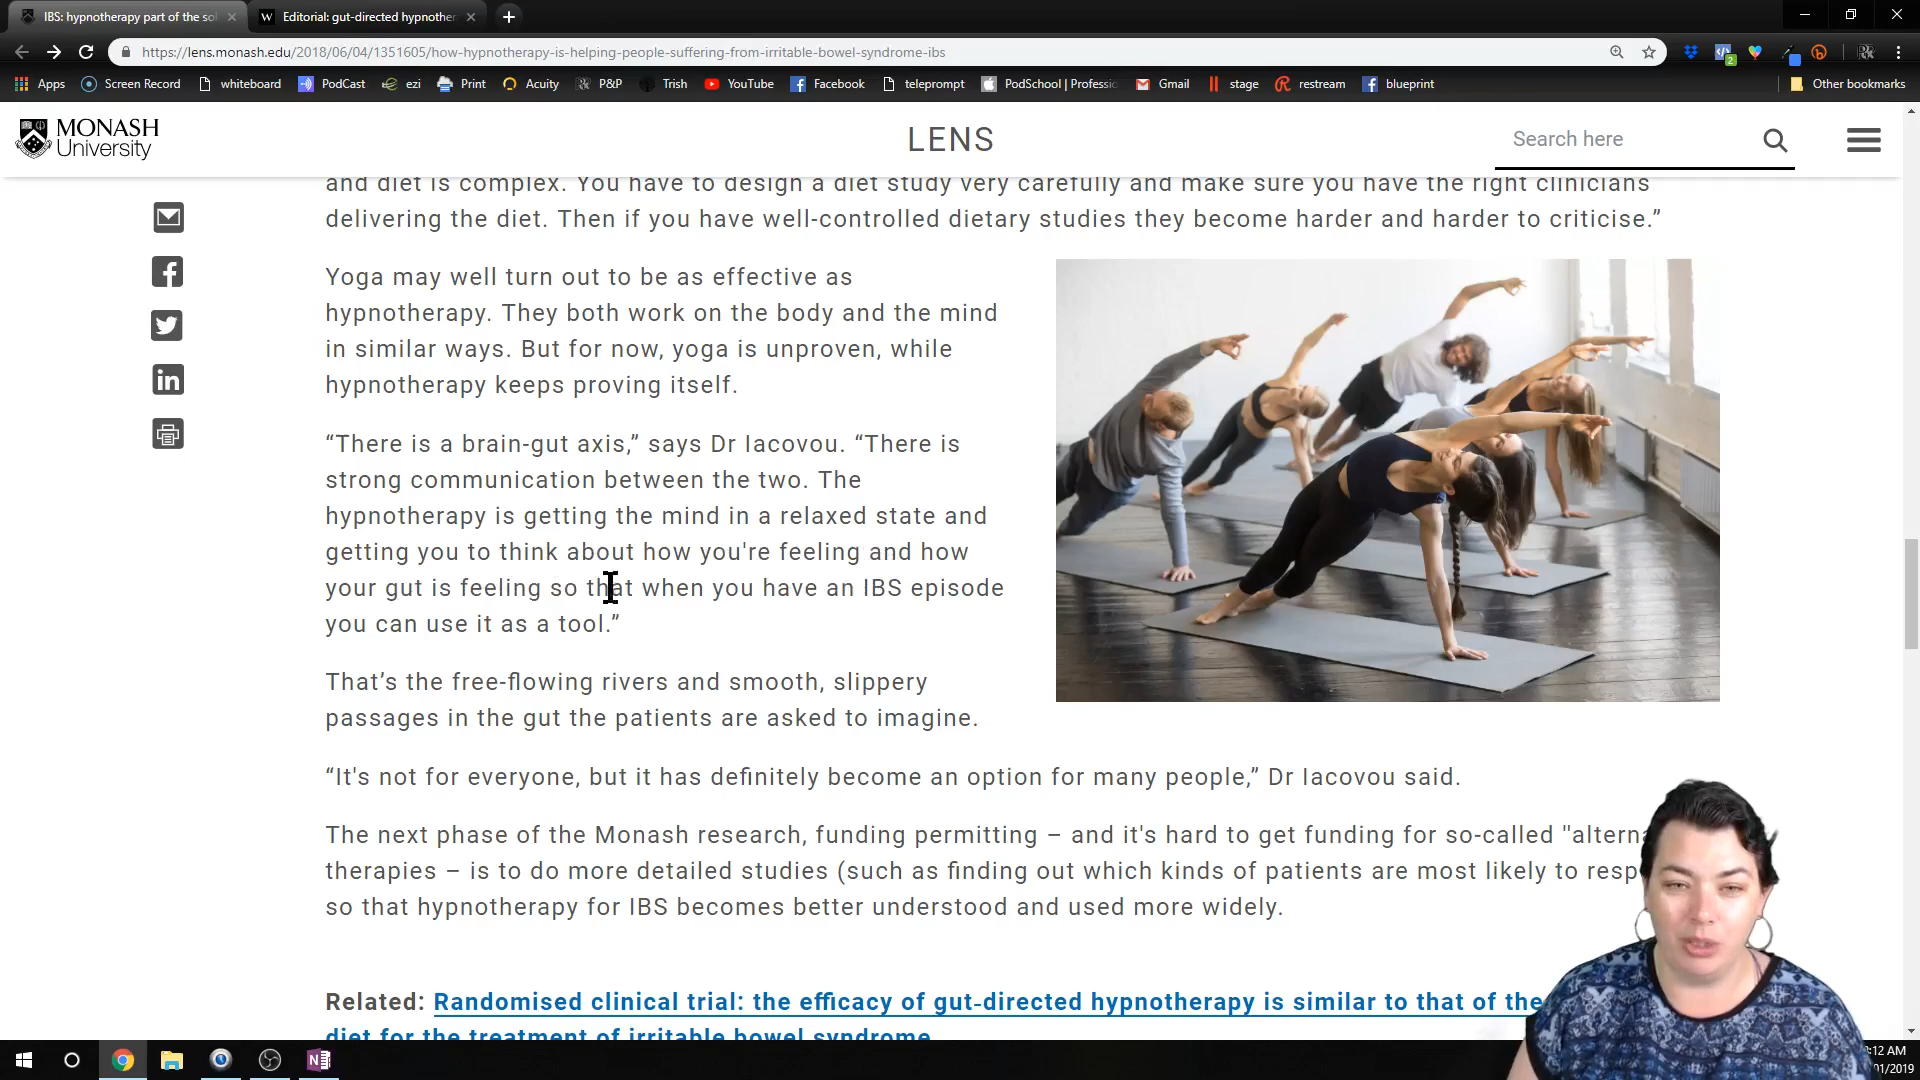 IBS: hypnotherapy part of the so
Editorial: gut-directed hypnother
https://lens.monash.edu/2018/06/04/1351605/how-hypnotherapy-is-helping-people-suffering-from-irritable-bowel-syndrome-ibs
2
Apps
Screen Record
whiteboard
PodCast
ezi
Print
Acuity
P&P
Trish
YouTube
Facebook
teleprompt
PodSchool | Professio
Gmail
stage
restream
blueprint
Other bookmarks
MONASH
University
LENS
Search here
and diet is complex. You have to design a diet study very carefully and make sure you have the right clinicians
delivering the diet. Then if you have well-controlled dietary studies they become harder and harder to criticise.”
Yoga may well turn out to be as effective as
hypnotherapy. They both work on the body and the mind
in similar ways. But for now, yoga is unproven, while
hypnotherapy keeps proving itself.
“There is a brain-gut axis,” says Dr Iacovou. “There is
strong communication between the two. The
hypnotherapy is getting the mind in a relaxed state and
getting you to think about how you're feeling and how
your gut is feeling so that when you have an IBS episode
you can use it as a tool.”
That’s the free-flowing rivers and smooth, slippery
passages in the gut the patients are asked to imagine.
“It's not for everyone, but it has definitely become an option for many people,” Dr Iacovou said.
The next phase of the Monash research, funding permitting – and it's hard to get funding for so-called "alterna
therapies – is to do more detailed studies (such as finding out which kinds of patients are most likely to resp
so that hypnotherapy for IBS becomes better understood and used more widely.
Related: Randomised clinical trial: the efficacy of gut-directed hypnotherapy is similar to that of the
diet for the treatment of irritable bowel syndrome
:12 AM
01/2019